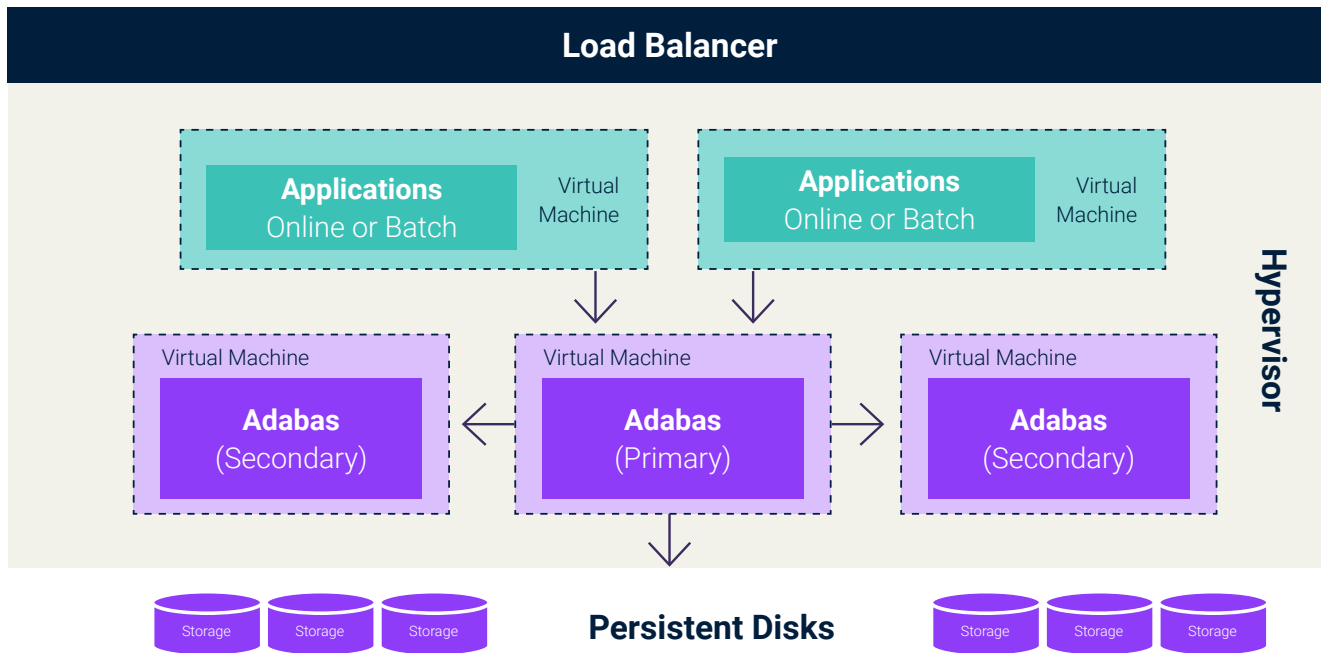 Load Balancer
Applications
Online or Batch
Virtual
Machine
Applications
Online or Batch
Virtual
Machine
Hypervisor
Virtual Machine
Adabas
(Secondary)
Virtual Machine
Adabas
(Primary)
Virtual Machine
Adabas
(Secondary)
Storage
Storage
Storage
Persistent Disks
Storage
Storage
Storage